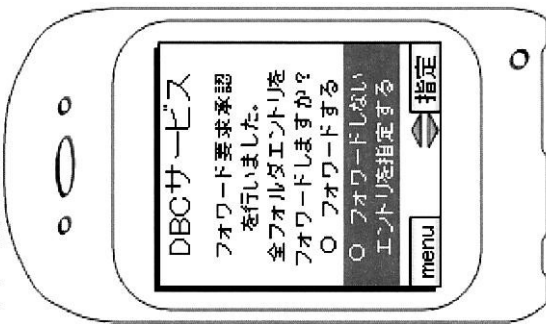 DBCサービス
フォワード要求承認
を行いました。
全フォルダエントリを
フォワードしますか?
○ フォワードする
○ フォワードしない
エントリを指定する
menu 指定